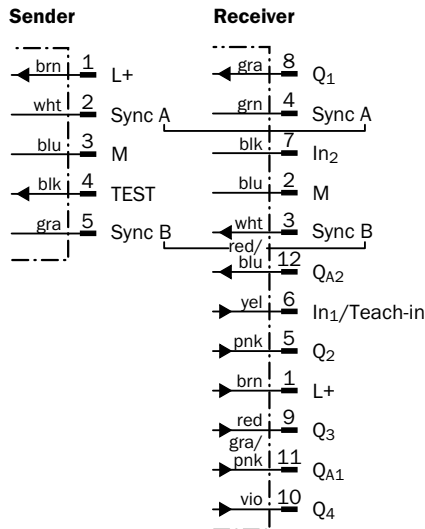 Sender
brn 1 L+
wht 2 Sync A
blu 3 M
blk 4 TEST
gra 5 Sync B
Receiver
gra 8 Q1
grn 4 Sync A
blk 7 In2
blu 2 M
wht 3 Sync B
red/
blu 12 QA2
yel 6 In1/Teach-in
pnk 5 Q2
brn 1 L+
red 9 Q3
gra/
pnk 11 QA1
vio 10 Q4